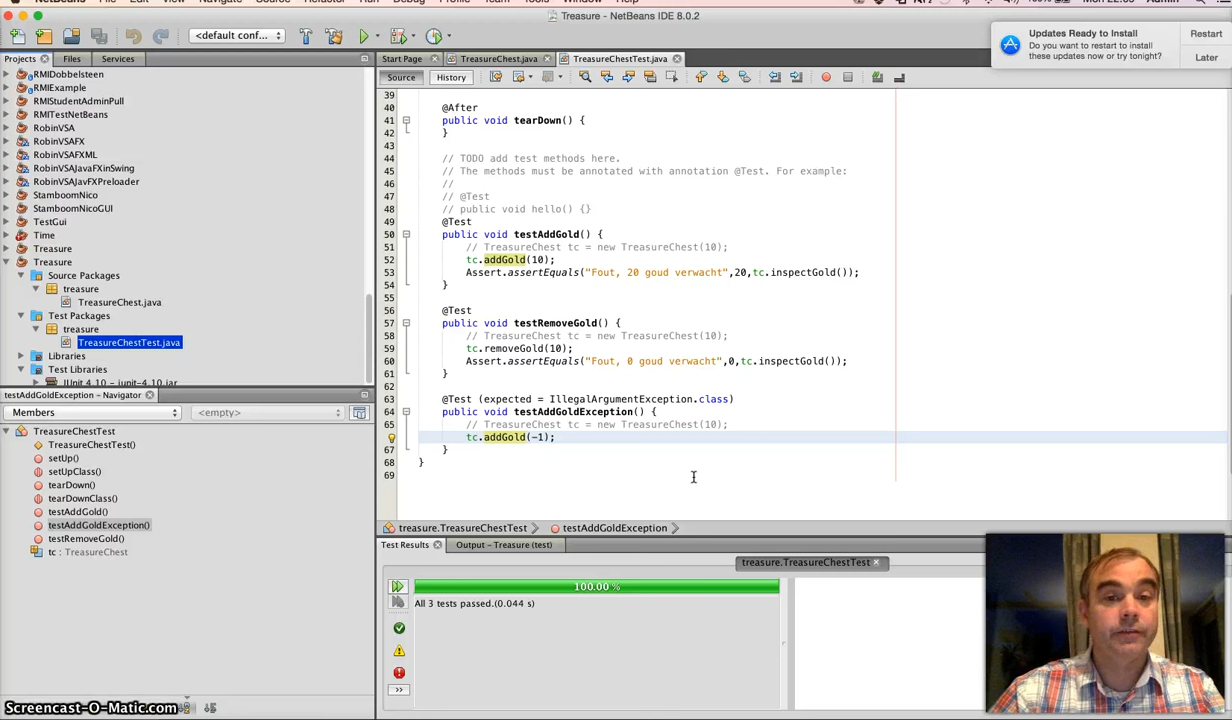 NetBeans File Edit View Navigate Source Refactor Run Debug Profile Team Tools Window Help
Treasure - NetBeans IDE 8.0.2
<default conf...
Updates Ready to Install
Do you want to restart to install
these updates now or try tonight?
Restart
Later
Projects
Files
Services
Start Page
TreasureChest.java
TreasureChestTest.java
Source
History
RMIDobbelsteen
RMIExample
RMIStudentAdminPull
RMITestNetBeans
RobinVSA
RobinVSAFX
RobinVSAFXML
RobinVSAJavaFXinSwing
RobinVSAJavFXPreloader
StamboomNico
StamboomNicoGUI
TestGui
Time
Treasure
Treasure
Source Packages
treasure
TreasureChest.java
Test Packages
treasure
TreasureChestTest.java
Libraries
Test Libraries
JUnit 4.10 - junit-4.10.jar
39
40 @After
41 public void tearDown() {
42 }
43
44 // TODO add test methods here.
45 // The methods must be annotated with annotation @Test. For example:
46 //
47 // @Test
48 // public void hello() {}
49 @Test
50 public void testAddGold() {
51 // TreasureChest tc = new TreasureChest(10);
52 tc.addGold(10);
53 Assert.assertEquals("Fout, 20 goud verwacht",20,tc.inspectGold());
54 }
55
56 @Test
57 public void testRemoveGold() {
58 // TreasureChest tc = new TreasureChest(10);
59 tc.removeGold(10);
60 Assert.assertEquals("Fout, 0 goud verwacht",0,tc.inspectGold());
61 }
62
63 @Test (expected = IllegalArgumentException.class)
64 public void testAddGoldException() {
65 // TreasureChest tc = new TreasureChest(10);
tc.addGold(-1);
67 }
68 }
69
testAddGoldException - Navigator
Members
<empty>
TreasureChestTest
TreasureChestTest()
setUp()
setUpClass()
tearDown()
tearDownClass()
testAddGold()
testAddGoldException()
testRemoveGold()
tc : TreasureChest
treasure.TreasureChestTest
testAddGoldException
Test Results
Output - Treasure (test)
treasure.TreasureChestTest
100.00 %
All 3 tests passed.(0.044 s)
Screencast-O-Matic.com